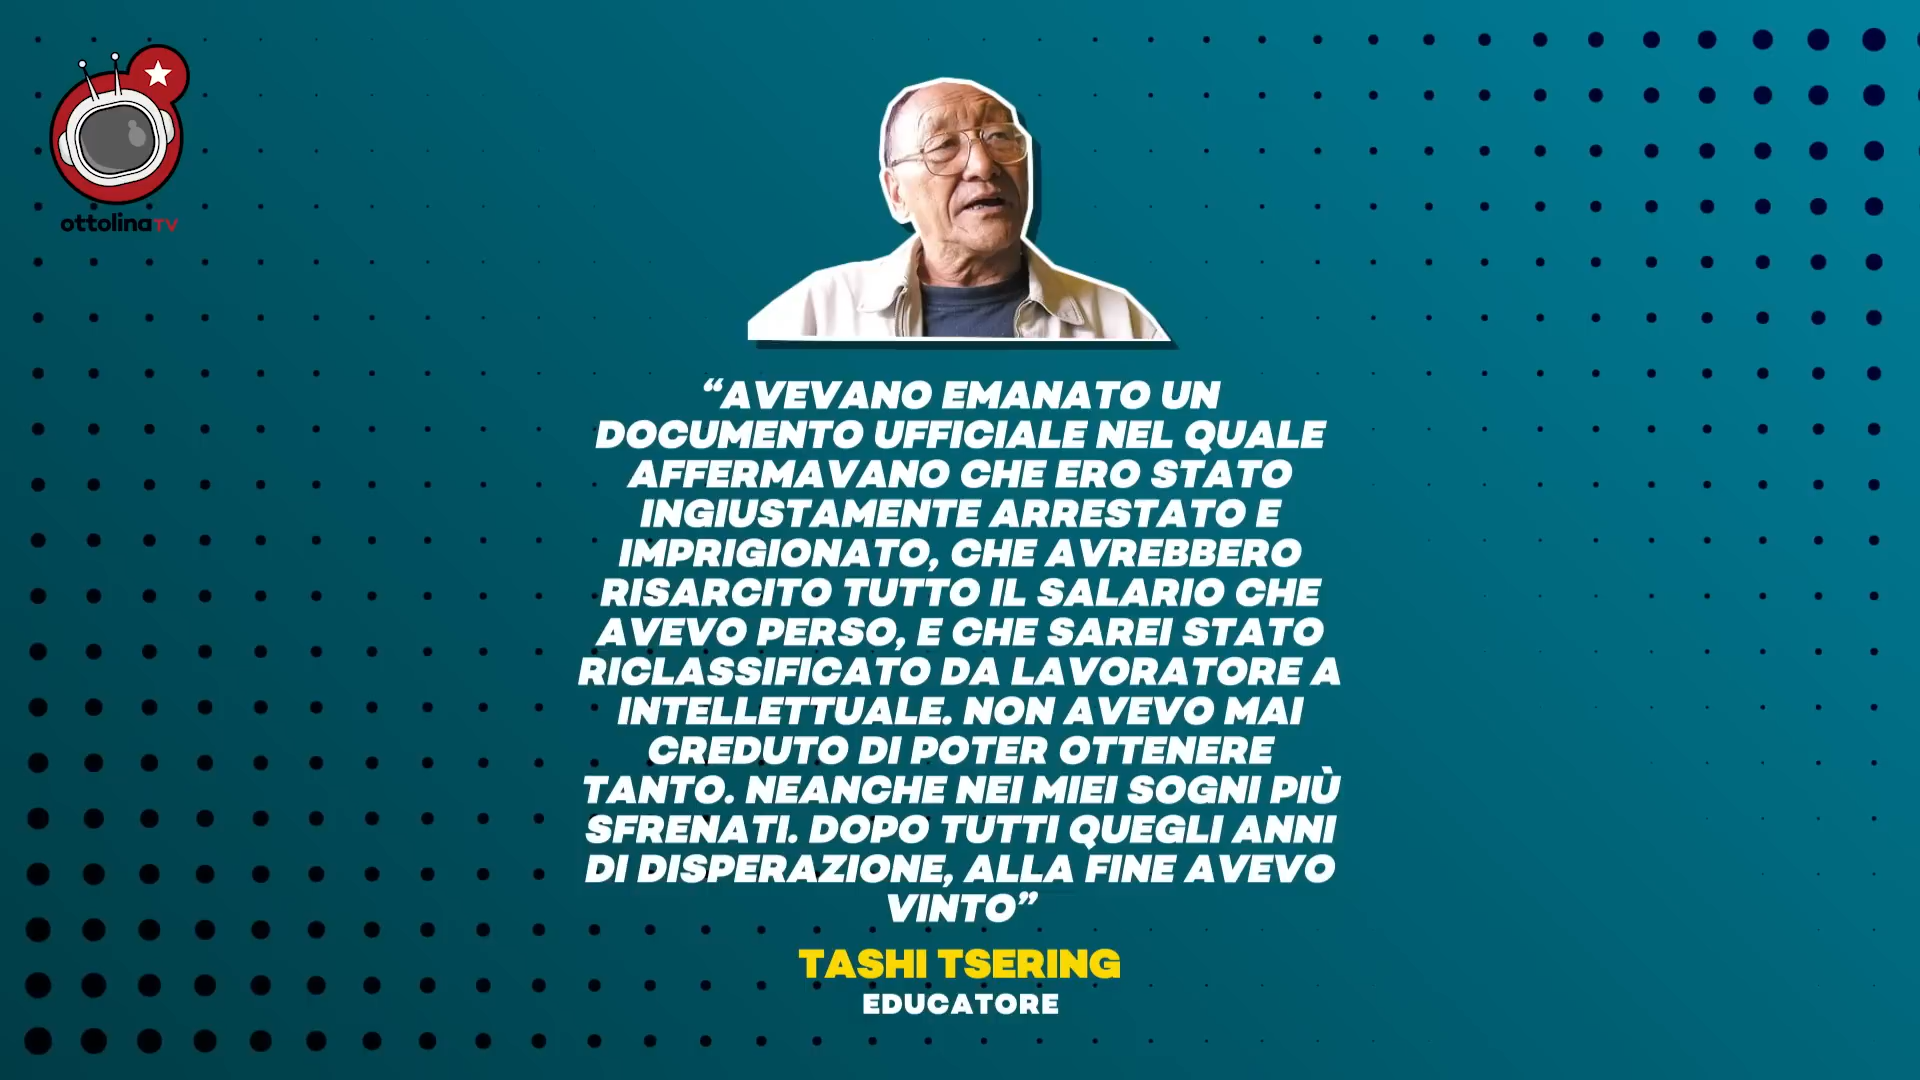 ottolinaTV
“AVEVANO EMANATO UN
DOCUMENTO UFFICIALE NEL QUALE
AFFERMAVANO CHE ERO STATO
INGIUSTAMENTE ARRESTATO E
IMPRIGIONATO, CHE AVREBBERO
RISARCITO TUTTO IL SALARIO CHE
AVEVO PERSO, E CHE SAREI STATO
RICLASSIFICATO DA LAVORATORE A
INTELLETTUALE. NON AVEVO MAI
CREDUTO DI POTER OTTENERE
TANTO. NEANCHE NEI MIEI SOGNI PIÙ
SFRENATI. DOPO TUTTI QUEGLI ANNI
DI DISPERAZIONE, ALLA FINE AVEVO
VINTO”
TASHI TSERING
EDUCATORE